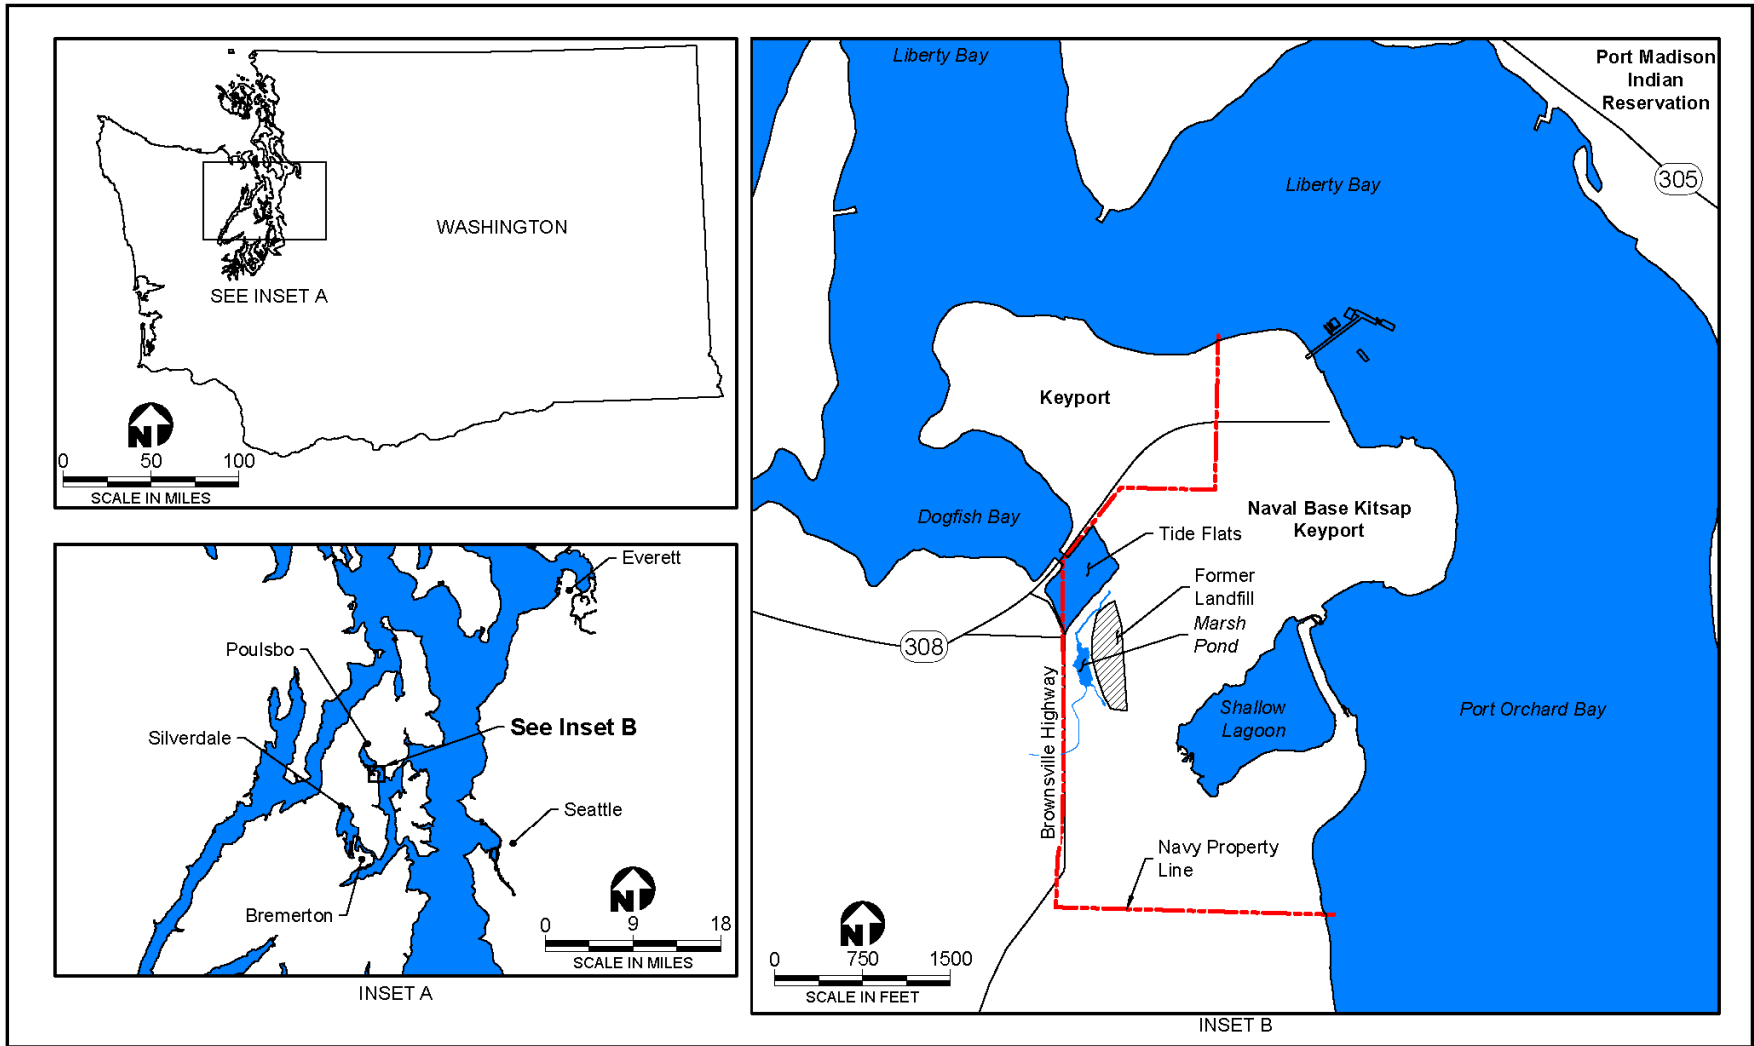 WASHINGTON
SEE INSET A
N
0 50 100
SCALE IN MILES
Everett
Poulsbo
See Inset B
Silverdale
Seattle
Bremerton
N
0 9 18
SCALE IN MILES
INSET A
Liberty Bay
Port Madison
Indian
Reservation
305
Liberty Bay
Keyport
Dogfish Bay
Naval Base Kitsap
Keyport
Tide Flats
Former
Landfill
Marsh
Pond
308
Brownsville Highway
Shallow
Lagoon
Port Orchard Bay
Navy Property
Line
N
0 750 1500
SCALE IN FEET
INSET B